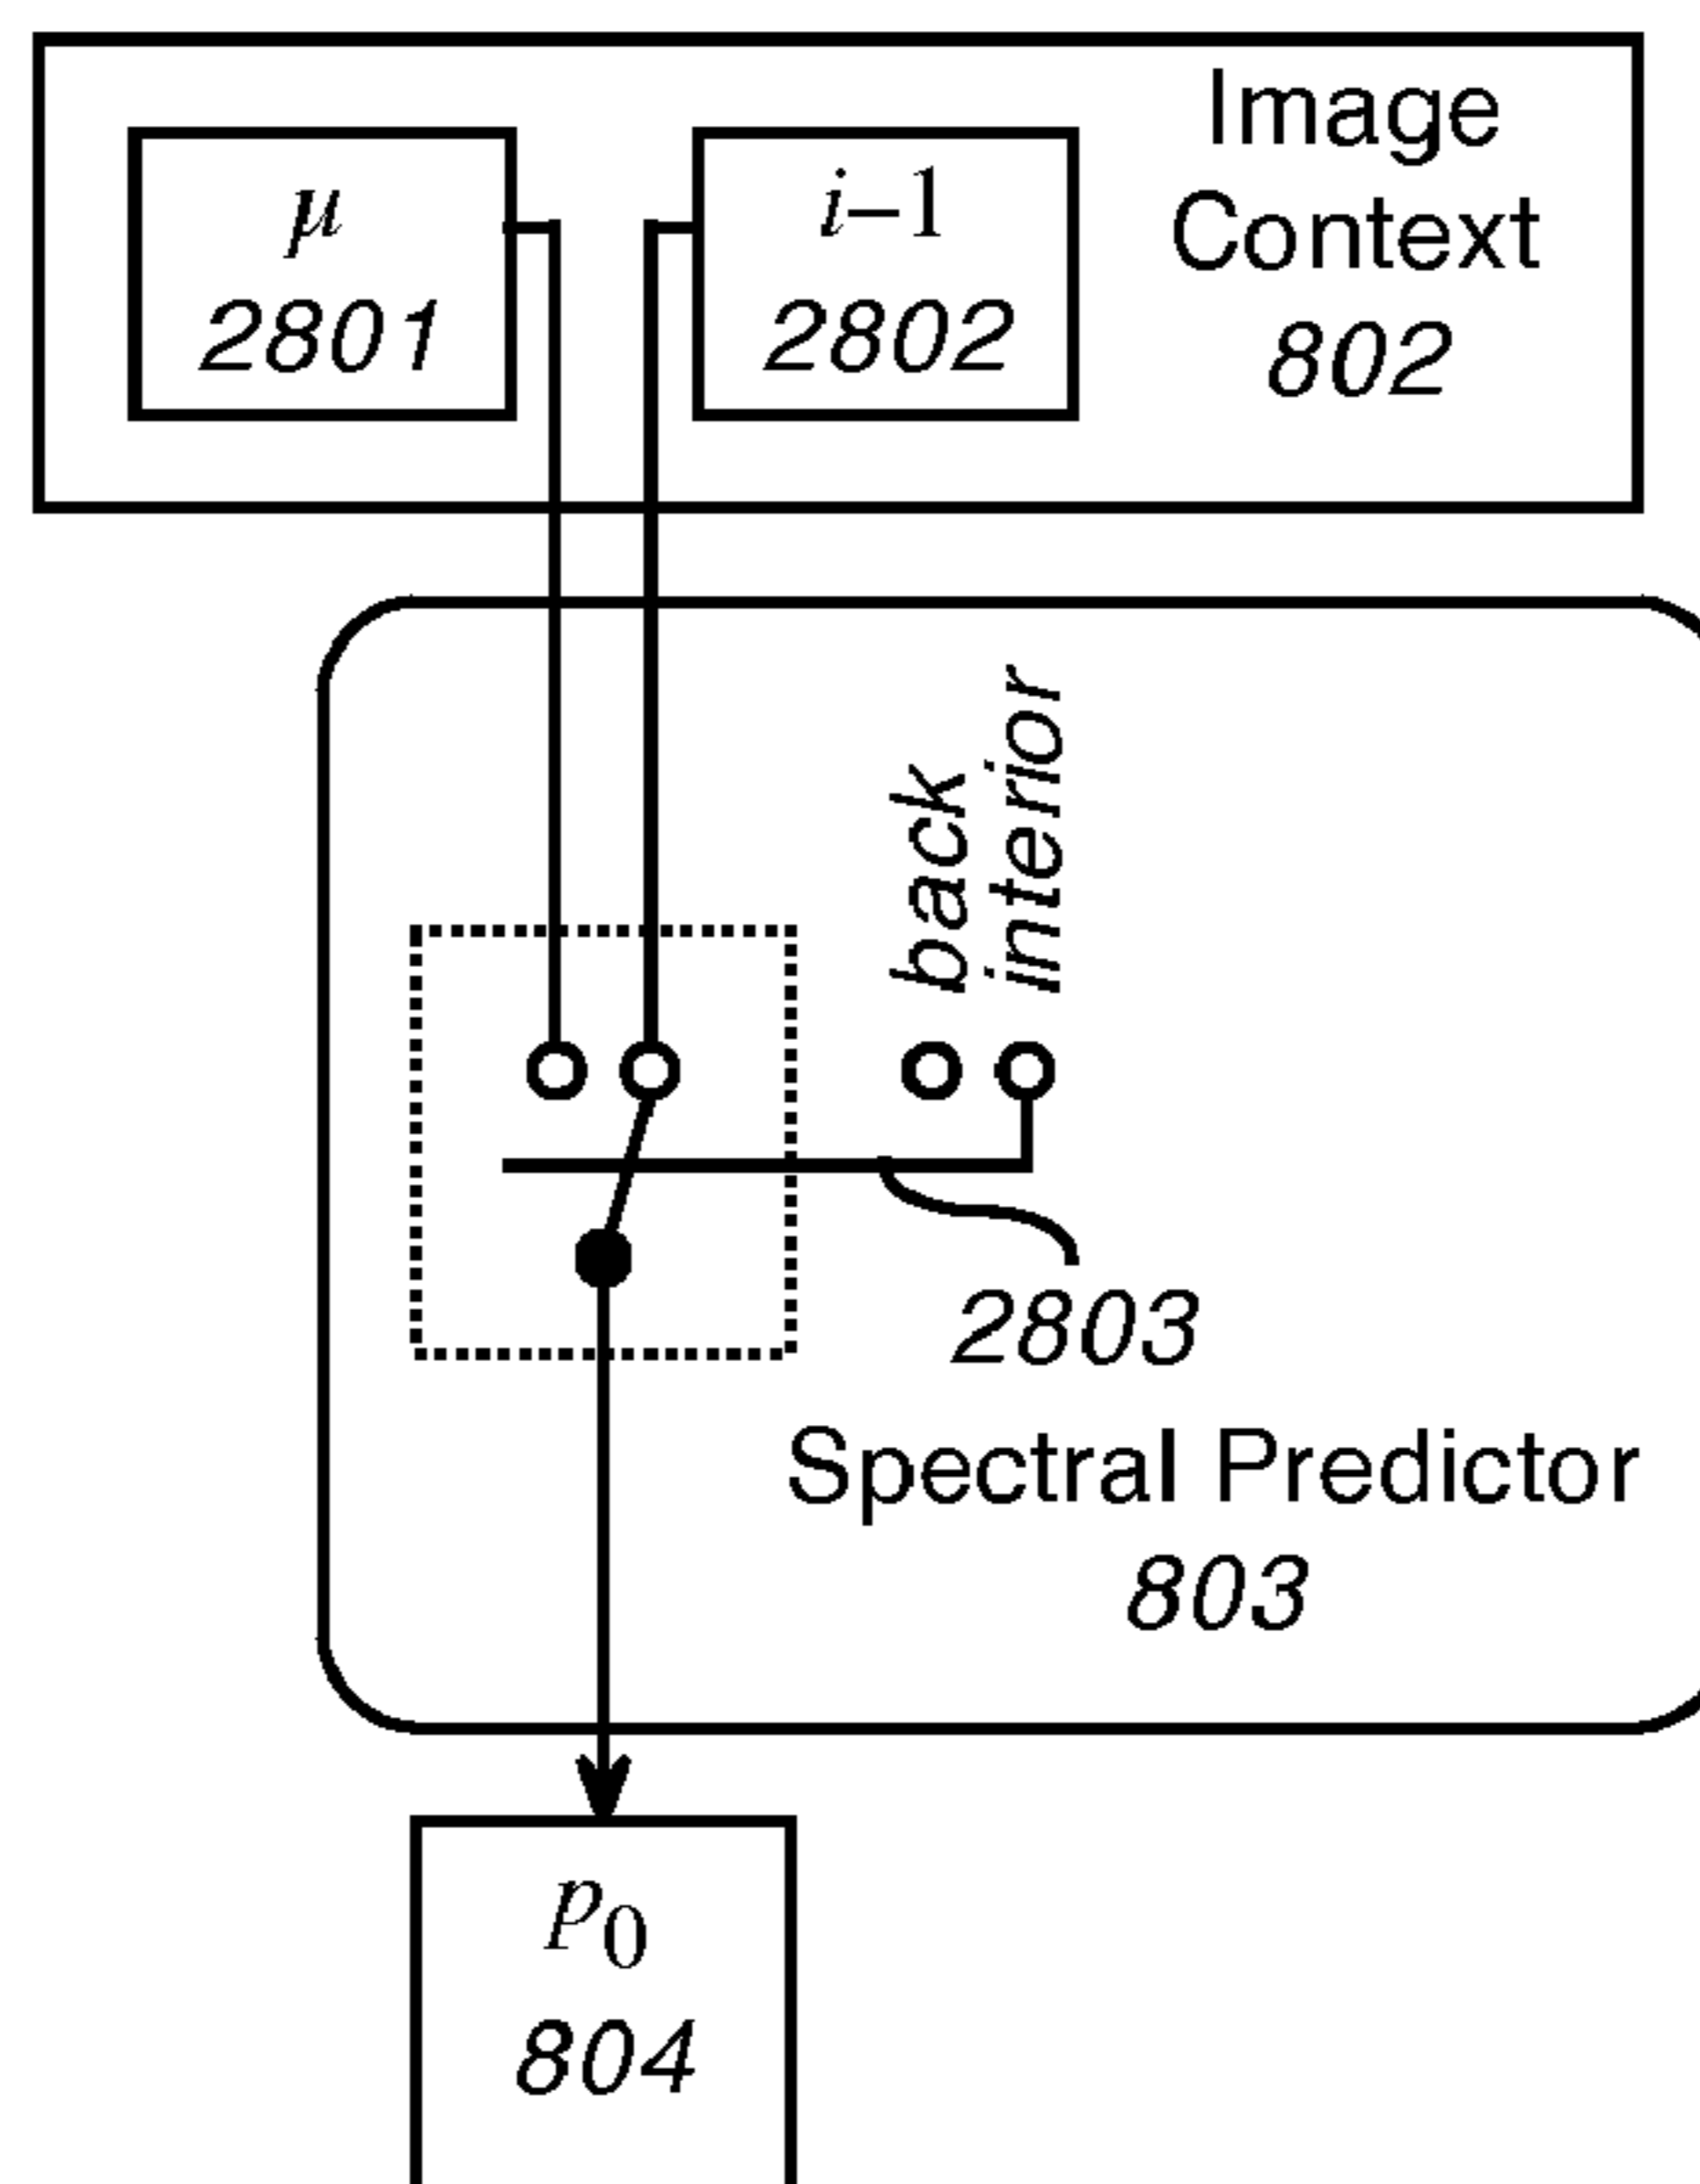 μ
2801
i–1
2802
Image
Context
802
back
interior
2803
Spectral Predictor
803
p0
804